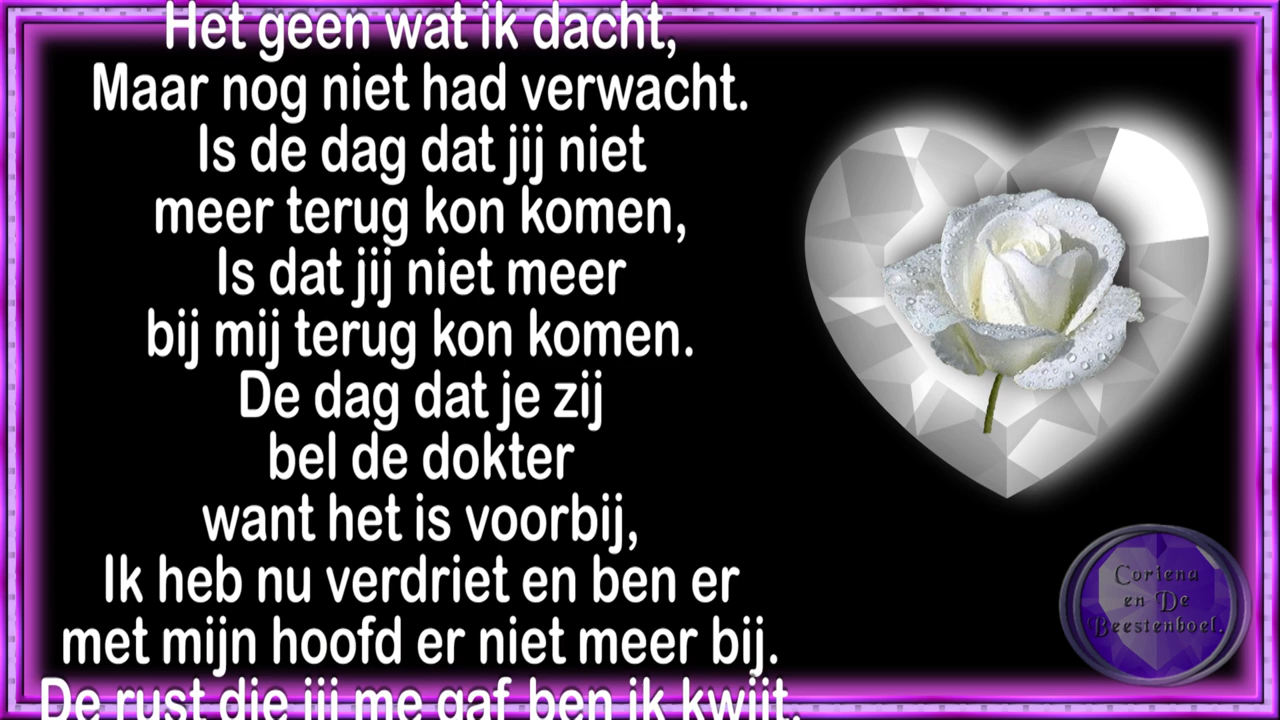 Het geen wat ik dacht,
Maar nog niet had verwacht.
Is de dag dat jij niet
meer terug kon komen,
Is dat jij niet meer
bij mij terug kon komen.
De dag dat je zij
bel de dokter
want het is voorbij,
Ik heb nu verdriet en ben er
met mijn hoofd er niet meer bij.
De rust die jij me gaf ben ik kwijt.
Coriena
en De
Beestenboel.